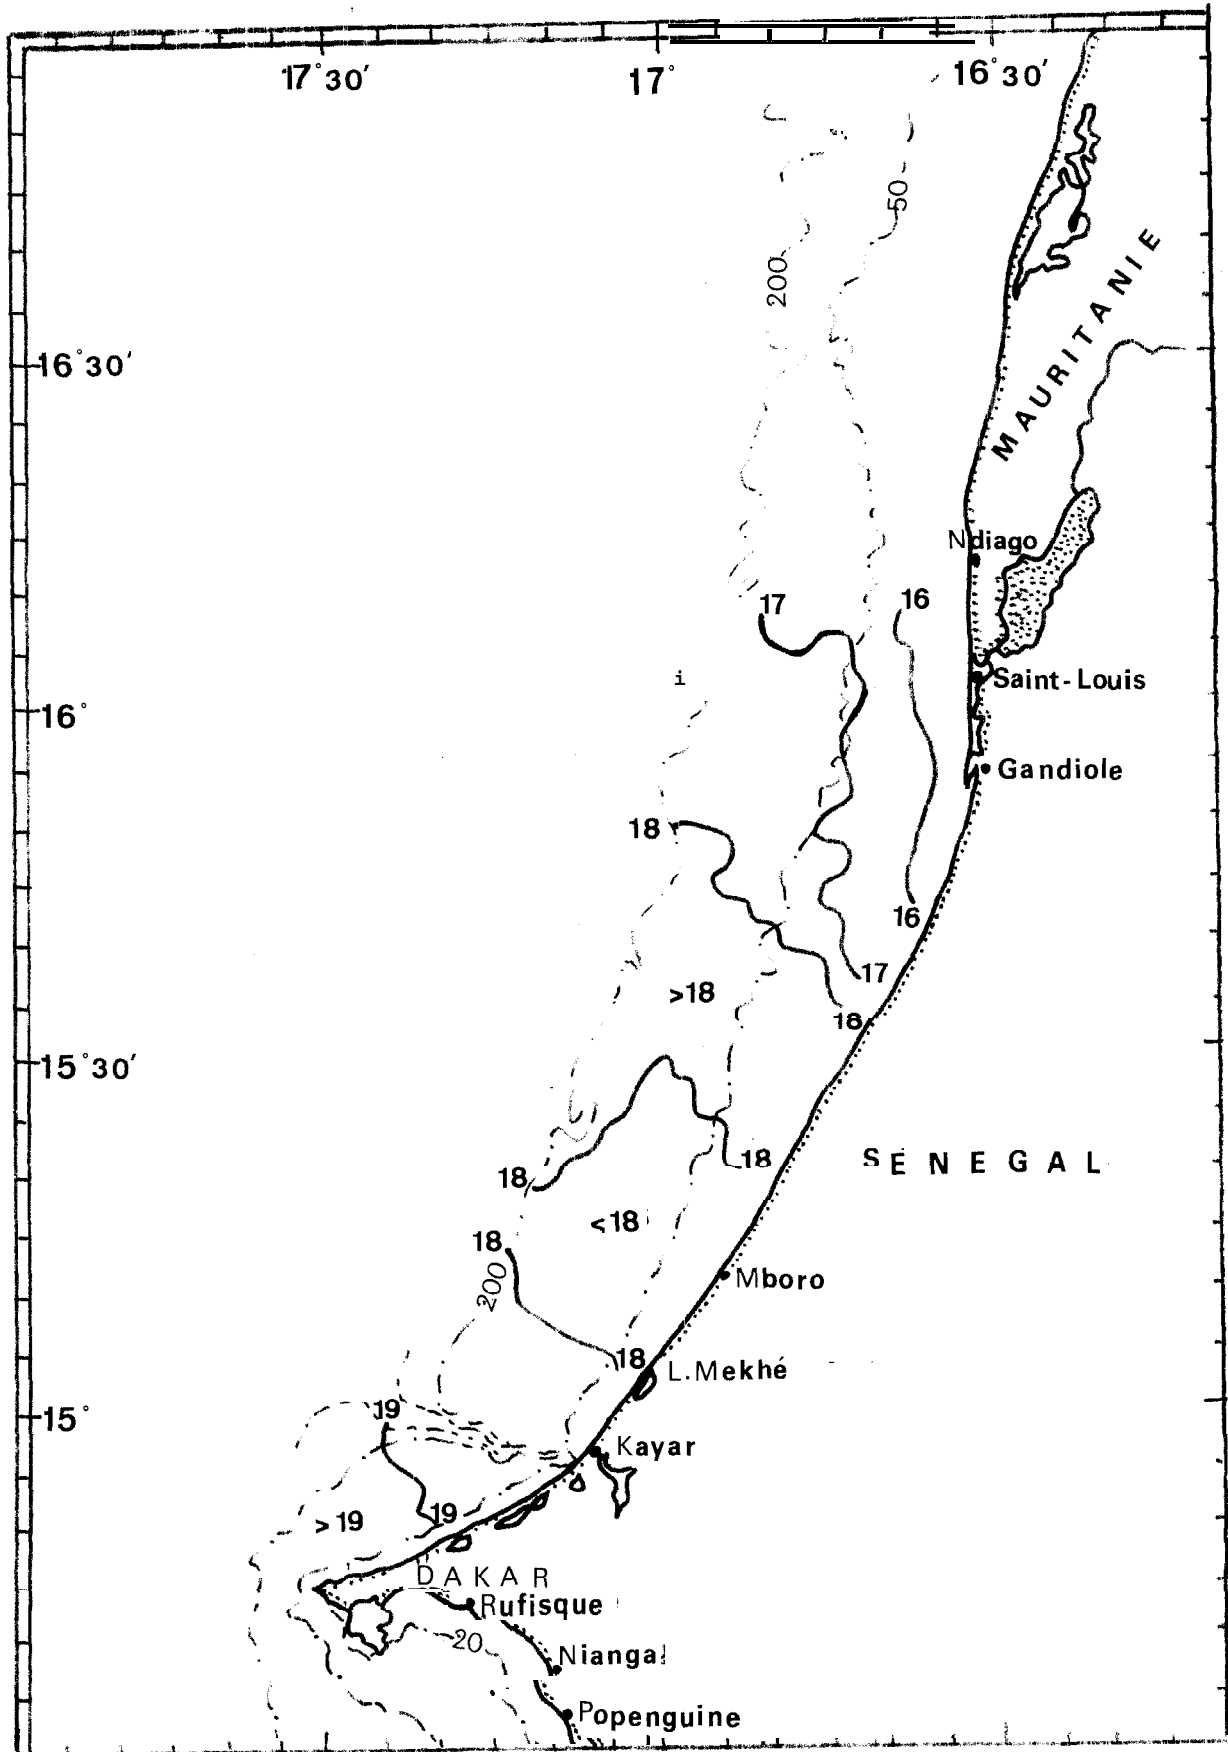 17°30'
17°
16°30'
50
200
MAURITANIE
16°30'
Ndiago
17
16
i
Saint-Louis
16°
Gandiole
18
16
17
>18
18
15°30'
18
SENEGAL
18
<18
18
200
Mboro
18
L.Mekhé
19
15°
Kayar
19
>19
DAKAR
Rufisque
20
Niangal
Popenguine